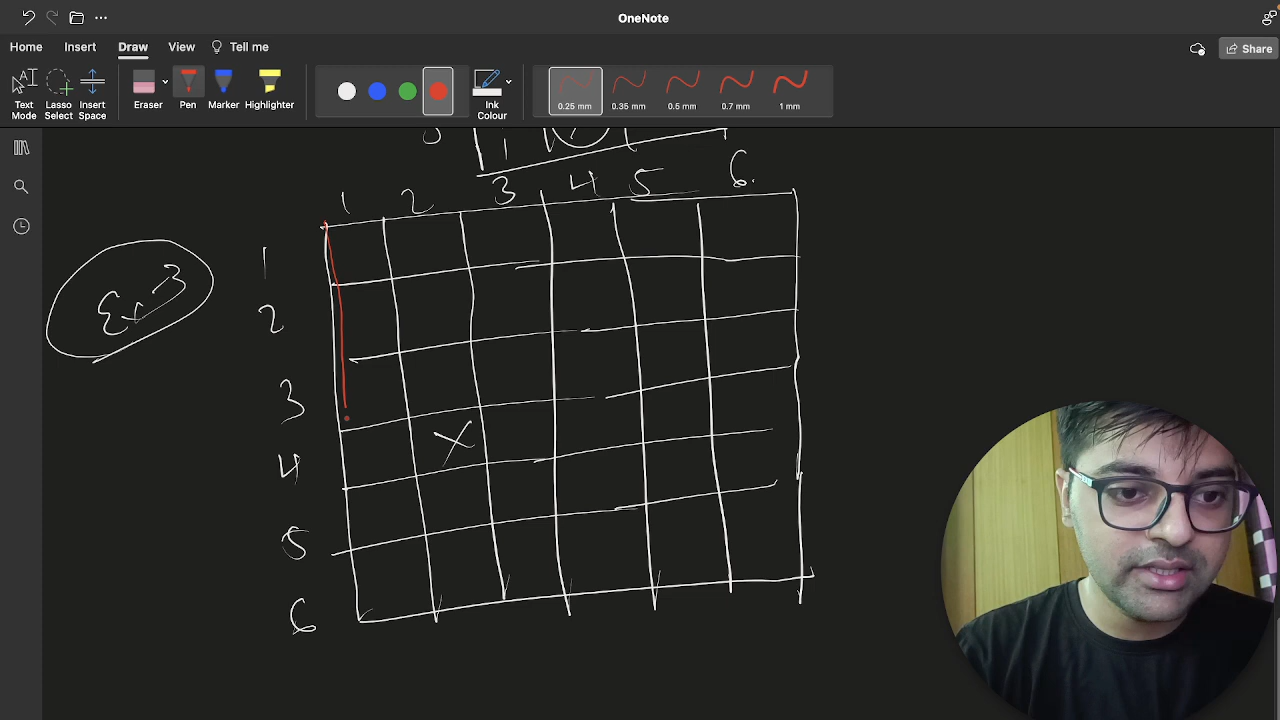 OneNote
Home Insert Draw View Tell me
Share
Text Mode
Lasso Select
Insert Space
Eraser
Pen
Marker
Highlighter
Ink Colour
0.25 mm
0.35 mm
0.5 mm
0.7 mm
1 mm
1 2 3 4 5 6.
Ex 3
1
2
3
4 X
5
6